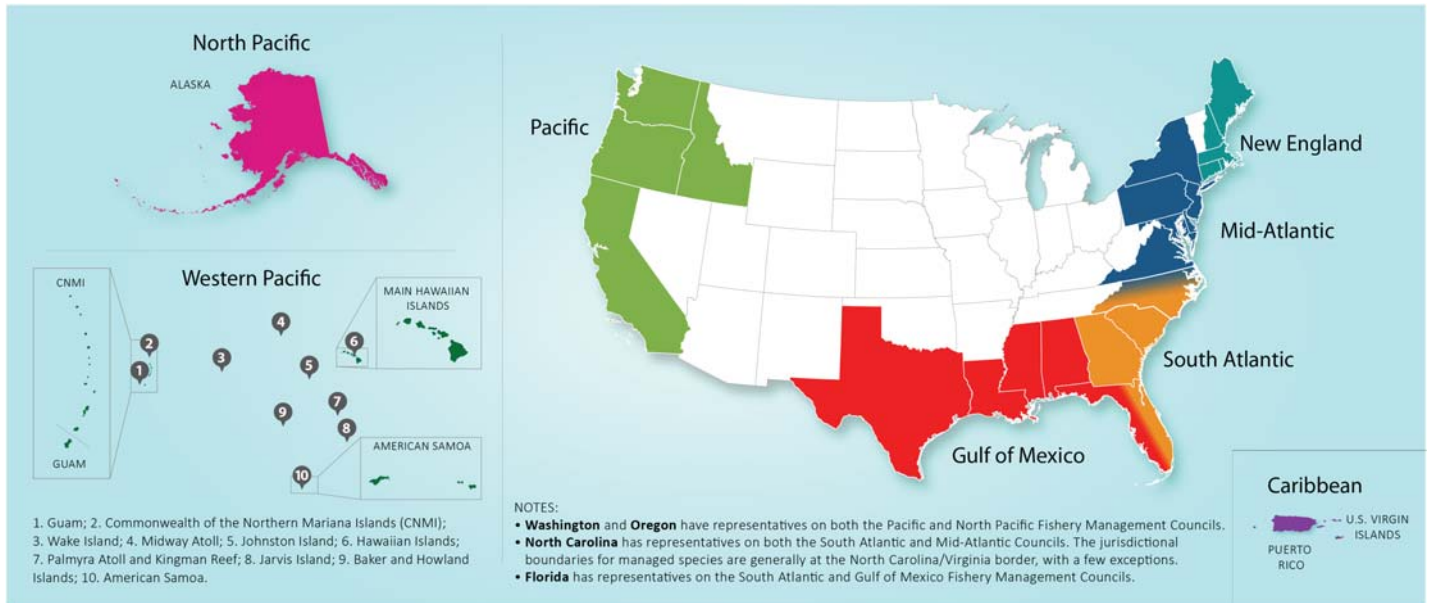 North Pacific
ALASKA
Western Pacific
CNMI
GUAM
MAIN HAWAIIAN
ISLANDS
AMERICAN SAMOA
1
2
3
4
5
6
7
8
9
10
1. Guam; 2. Commonwealth of the Northern Mariana Islands (CNMI);
3. Wake Island; 4. Midway Atoll; 5. Johnston Island; 6. Hawaiian Islands;
7. Palmyra Atoll and Kingman Reef; 8. Jarvis Island; 9. Baker and Howland
Islands; 10. American Samoa.
Pacific
New England
Mid-Atlantic
South Atlantic
Gulf of Mexico
Caribbean
U.S. VIRGIN
ISLANDS
PUERTO
RICO
NOTES:
• Washington and Oregon have representatives on both the Pacific and North Pacific Fishery Management Councils.
• North Carolina has representatives on both the South Atlantic and Mid-Atlantic Councils. The jurisdictional
boundaries for managed species are generally at the North Carolina/Virginia border, with a few exceptions.
• Florida has representatives on the South Atlantic and Gulf of Mexico Fishery Management Councils.